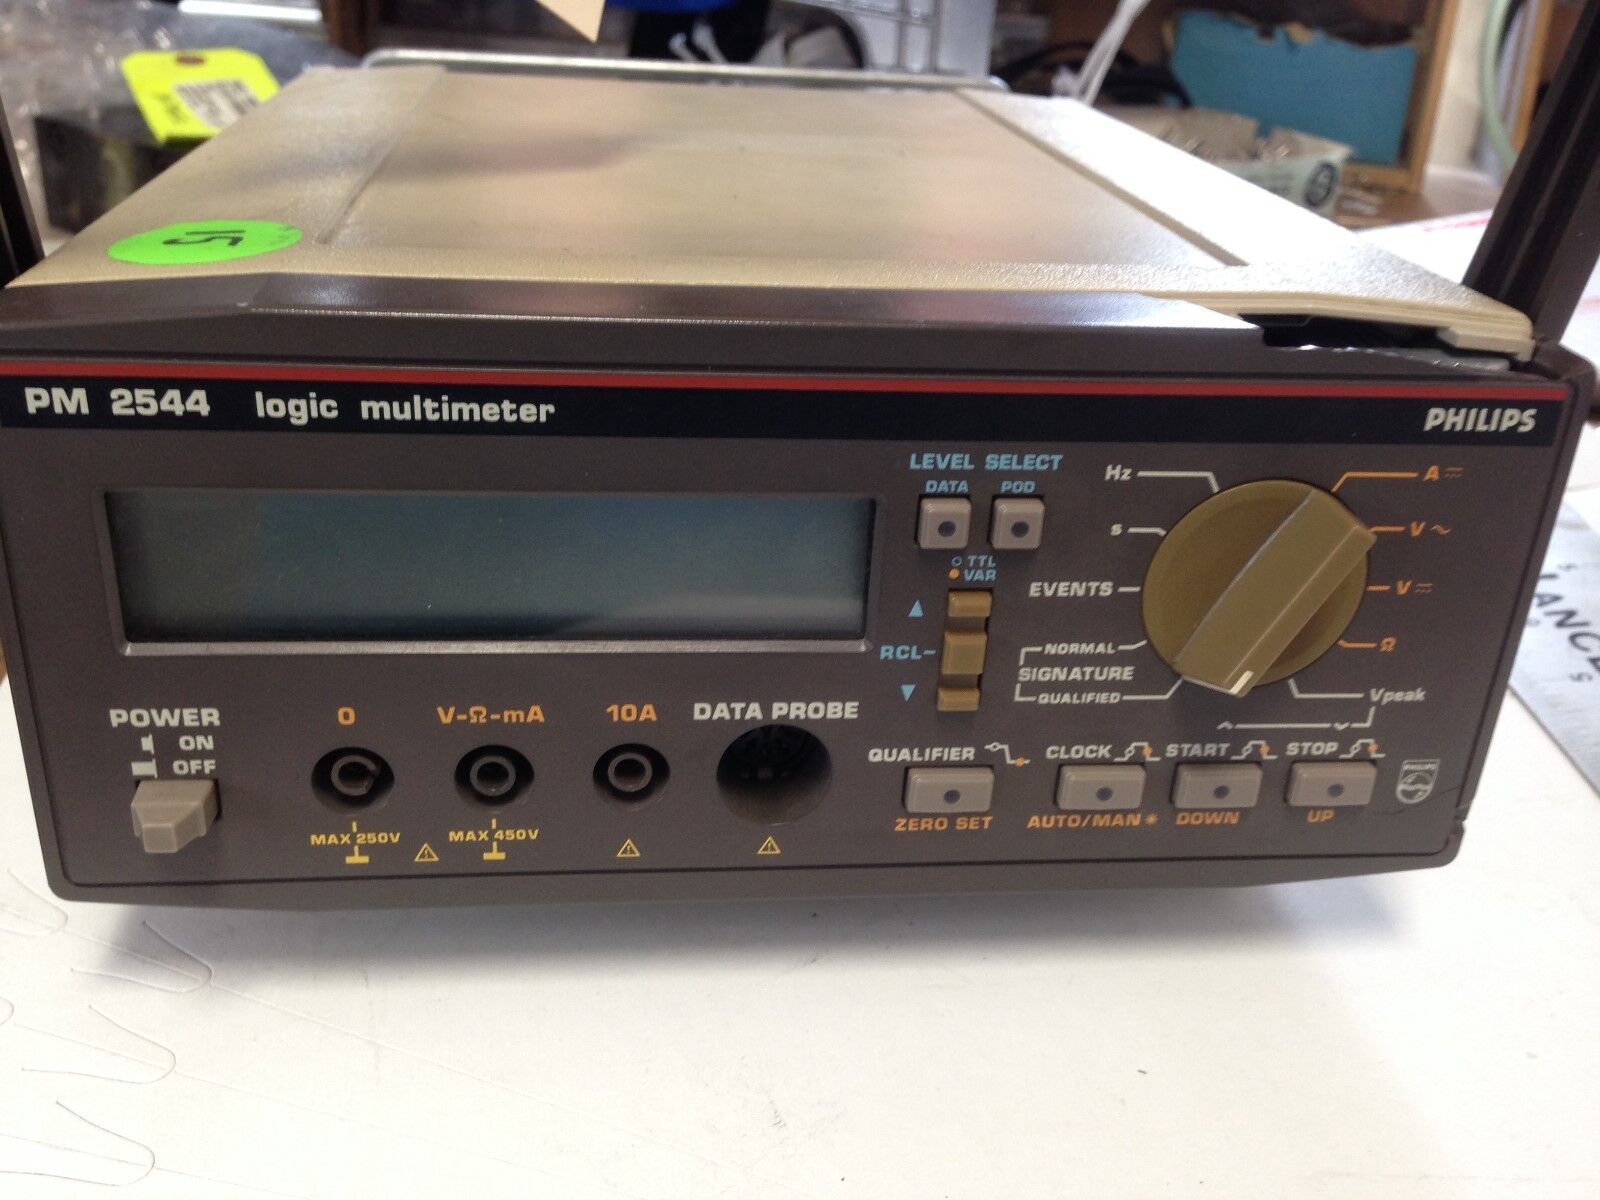 15
PM 2544 logic multimeter
PHILIPS
LEVEL SELECT
DATA POD
TTL
VAR
RCL
Hz
s
EVENTS
NORMAL
SIGNATURE
QUALIFIED
A
V
V
Ω
Vpeak
POWER
ON
OFF
0
V-Ω-mA
10A
DATA PROBE
MAX 250V
MAX 450V
QUALIFIER
CLOCK
START
STOP
ZERO SET
AUTO/MAN*
DOWN
UP
PHILIPS